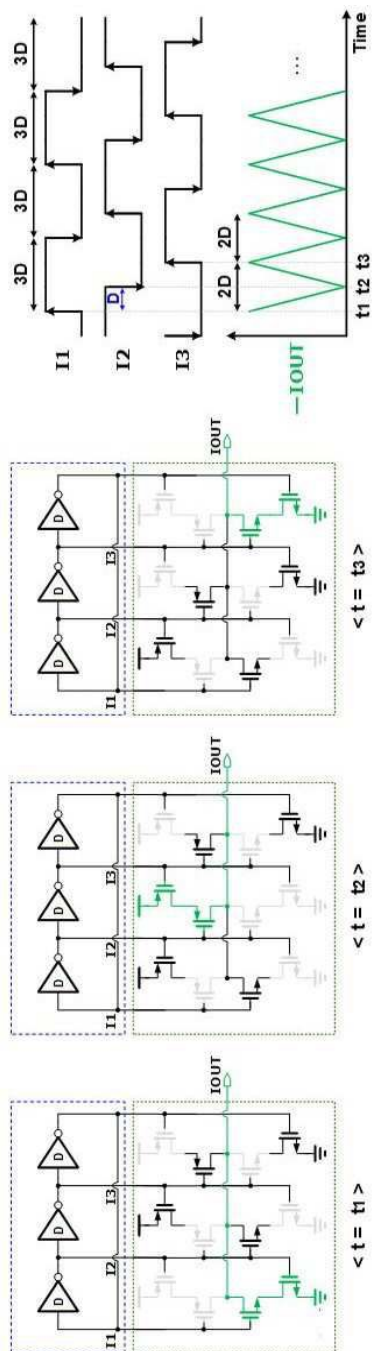 D D D
I1 I2 I3
IOUT
< t = t1 >
D D D
I1 I2 I3
IOUT
< t = t2 >
D D D
I1 I2 I3
IOUT
< t = t3 >
3D 3D 3D 3D
I1
I2
D
I3
2D 2D
...
—IOUT
t1 t2 t3
Time